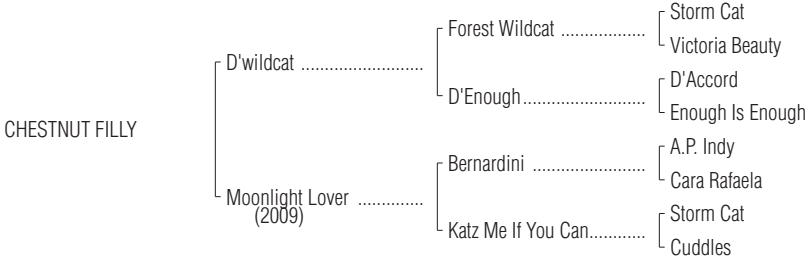 Storm Cat
Forest Wildcat ..................
Victoria Beauty
D'wildcat ..........................
D'Accord
D'Enough..........................
Enough Is Enough
CHESTNUT FILLY
A.P. Indy
Bernardini ........................
Cara Rafaela
Moonlight Lover ..............
(2009)
Storm Cat
Katz Me If You Can............
Cuddles